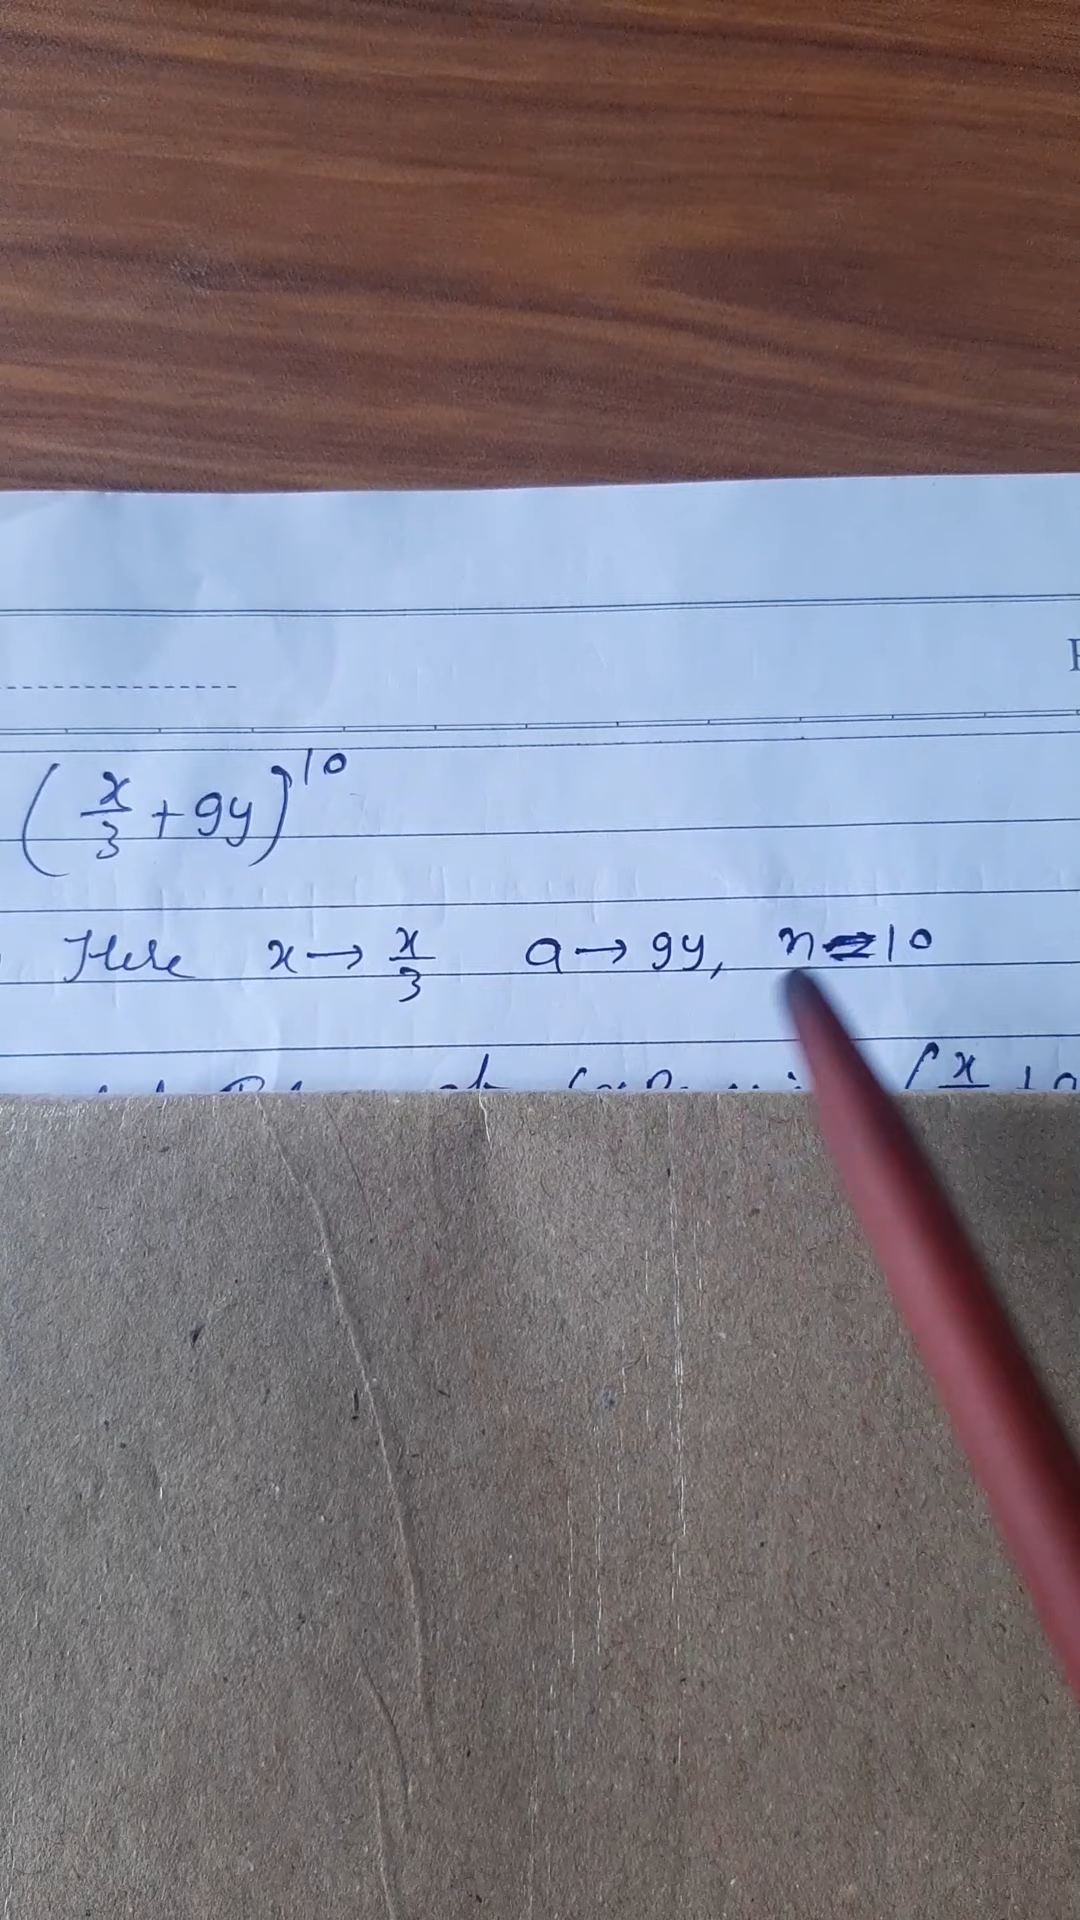 (x/3 + 9y)^10
Here x → x/3 a → 9y, n = 10